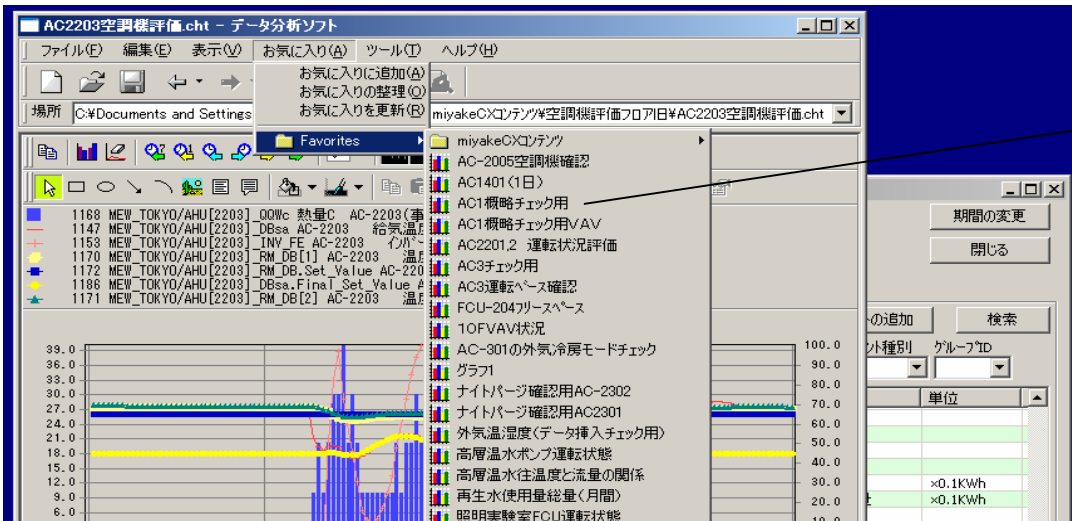 AC2203空調機評価.cht - データ分析ソフト
ファイル(F) 編集(E) 表示(V) お気に入り(A) ツール(T) ヘルプ(H)
お気に入りに追加(A)
お気に入りの整理(O)
お気に入りを更新(R)
場所 C:¥Documents and Settings miyakeCXコンテンツ¥空調機評価フロア旧¥AC2203空調機評価.cht
Favorites
miyakeCXコンテンツ
AC-2005空調機確認
AC1401(1日)
AC1概略チェック用
AC1概略チェック用VAV
AC2201,2 運転状況評価
AC3チェック用
AC3運転ベース確認
FCU-204フリースペース
10FVAV状況
AC-301の外気冷房モードチェック
グラフ1
ナイトパージ確認用AC-2302
ナイトパージ確認用AC2301
外気温湿度(データ挿入チェック用)
高層温水ポンプ運転状態
高層温水往温度と流量の関係
再生水使用量総量(月間)
照明実験室FCU運転状態
1168 MEW_TOKYO/AHU[2203]_QQWc 熱量C AC-2203(事
1147 MEW_TOKYO/AHU[2203]_DBsa AC-2203 給気温
1153 MEW_TOKYO/AHU[2203]_INV_FE AC-2203 インバー
1170 MEW_TOKYO/AHU[2203]_RM_DB[1] AC-2203 温
1172 MEW_TOKYO/AHU[2203]_RM_DB.Set_Value AC-220
1186 MEW_TOKYO/AHU[2203]_DBsa.Final_Set_Value
1171 MEW_TOKYO/AHU[2203]_RM_DB[2] AC-2203 温
39.0
36.0
33.0
30.0
27.0
24.0
21.0
18.0
15.0
12.0
9.0
6.0
100.0
90.0
80.0
70.0
60.0
50.0
40.0
30.0
20.0
期間の変更
閉じる
の追加 検索
ント種別 グループID
単位
×0.1KWh
×0.1KWh